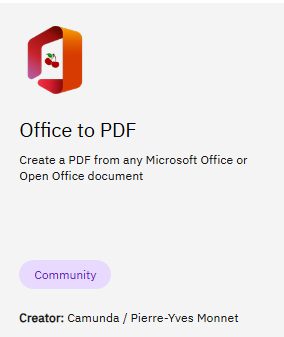 Office to PDF
Create a PDF from any Microsoft Office or
Open Office document
Community
Creator: Camunda / Pierre-Yves Monnet